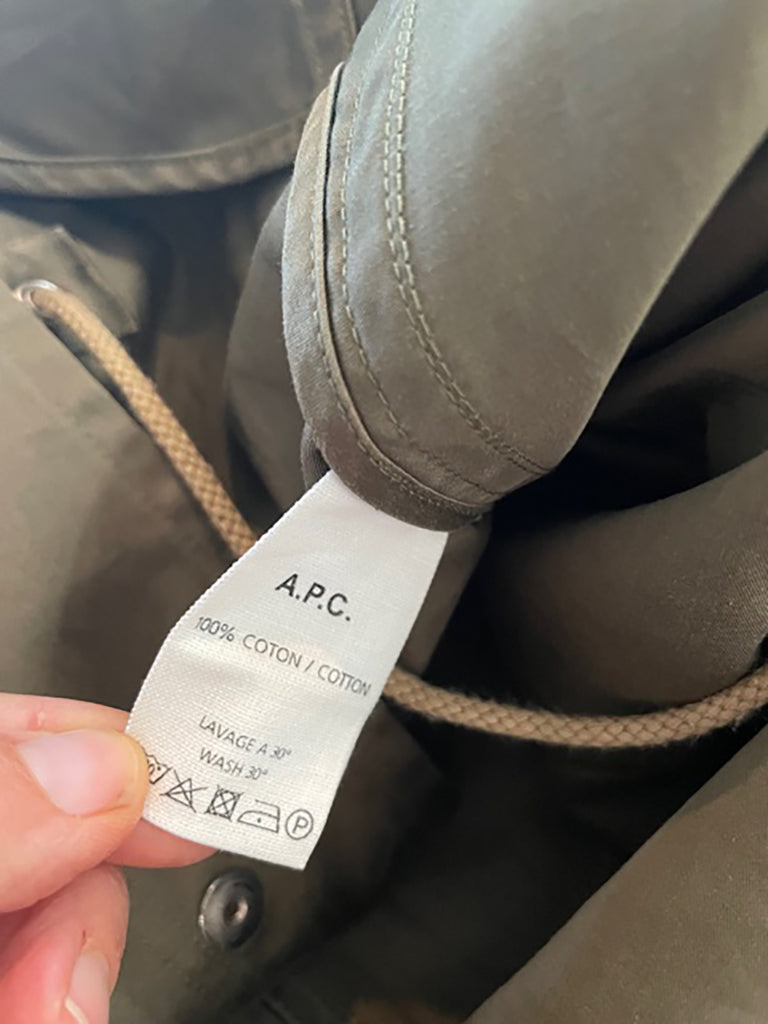 A.P.C.
100% COTON / COTTON
LAVAGE A 30°
WASH 30°
P